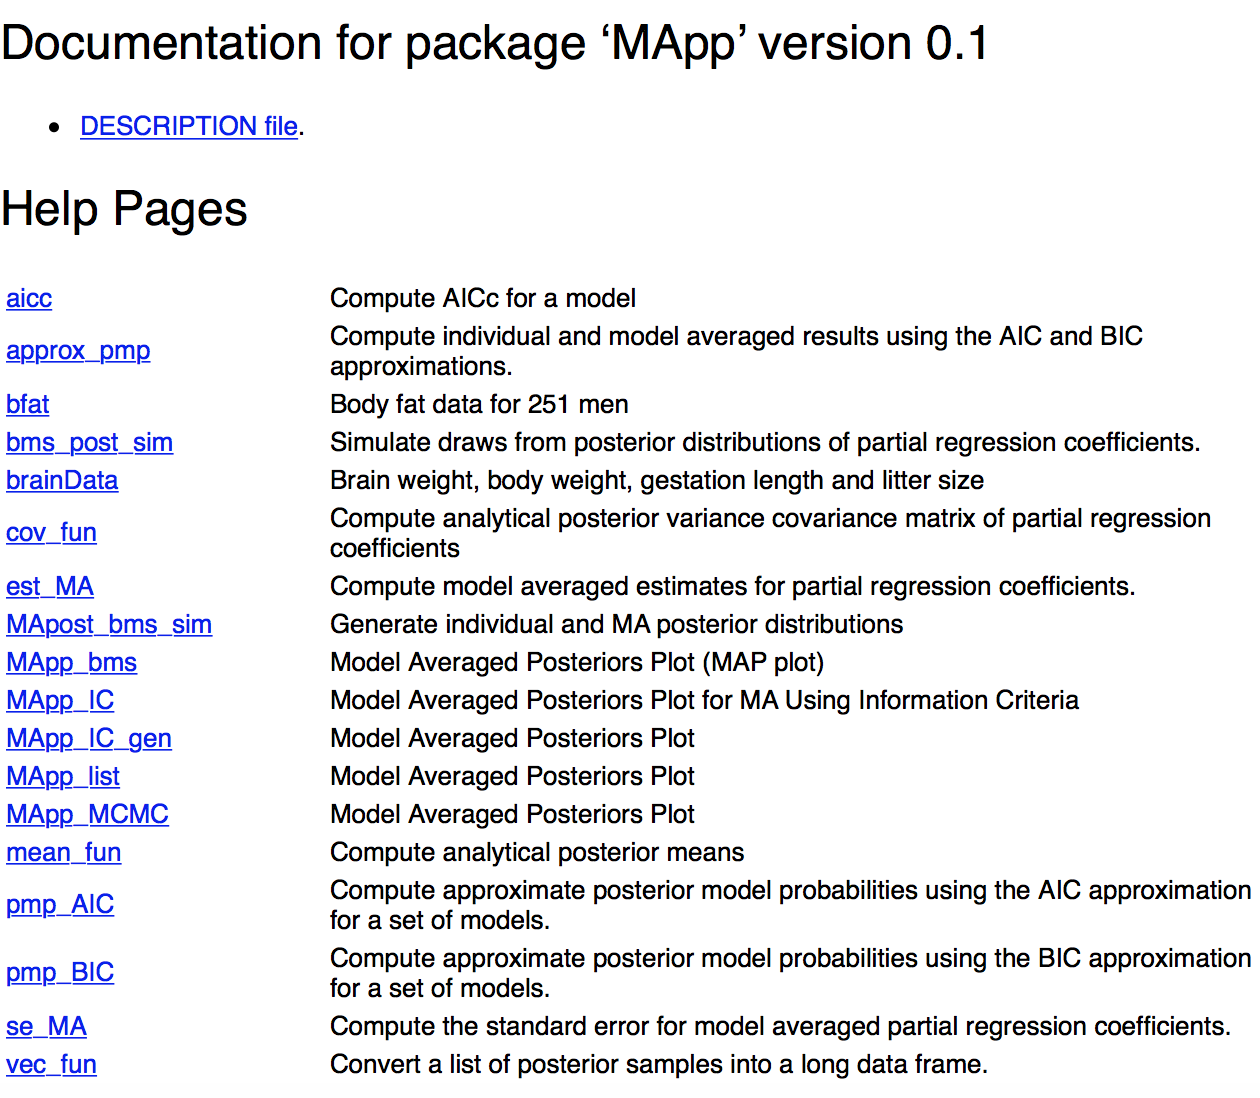 Documentation for package ‘MApp’ version 0.1
• DESCRIPTION file.
Help Pages
aicc Compute AICc for a model
approx_pmp Compute individual and model averaged results using the AIC and BIC
approximations.
bfat Body fat data for 251 men
bms_post_sim Simulate draws from posterior distributions of partial regression coefficients.
brainData Brain weight, body weight, gestation length and litter size
cov_fun Compute analytical posterior variance covariance matrix of partial regression
coefficients
est_MA Compute model averaged estimates for partial regression coefficients.
MApost_bms_sim Generate individual and MA posterior distributions
MApp_bms Model Averaged Posteriors Plot (MAP plot)
MApp_IC Model Averaged Posteriors Plot for MA Using Information Criteria
MApp_IC_gen Model Averaged Posteriors Plot
MApp_list Model Averaged Posteriors Plot
MApp_MCMC Model Averaged Posteriors Plot
mean_fun Compute analytical posterior means
pmp_AIC Compute approximate posterior model probabilities using the AIC approximation
for a set of models.
pmp_BIC Compute approximate posterior model probabilities using the BIC approximation
for a set of models.
se_MA Compute the standard error for model averaged partial regression coefficients.
vec_fun Convert a list of posterior samples into a long data frame.